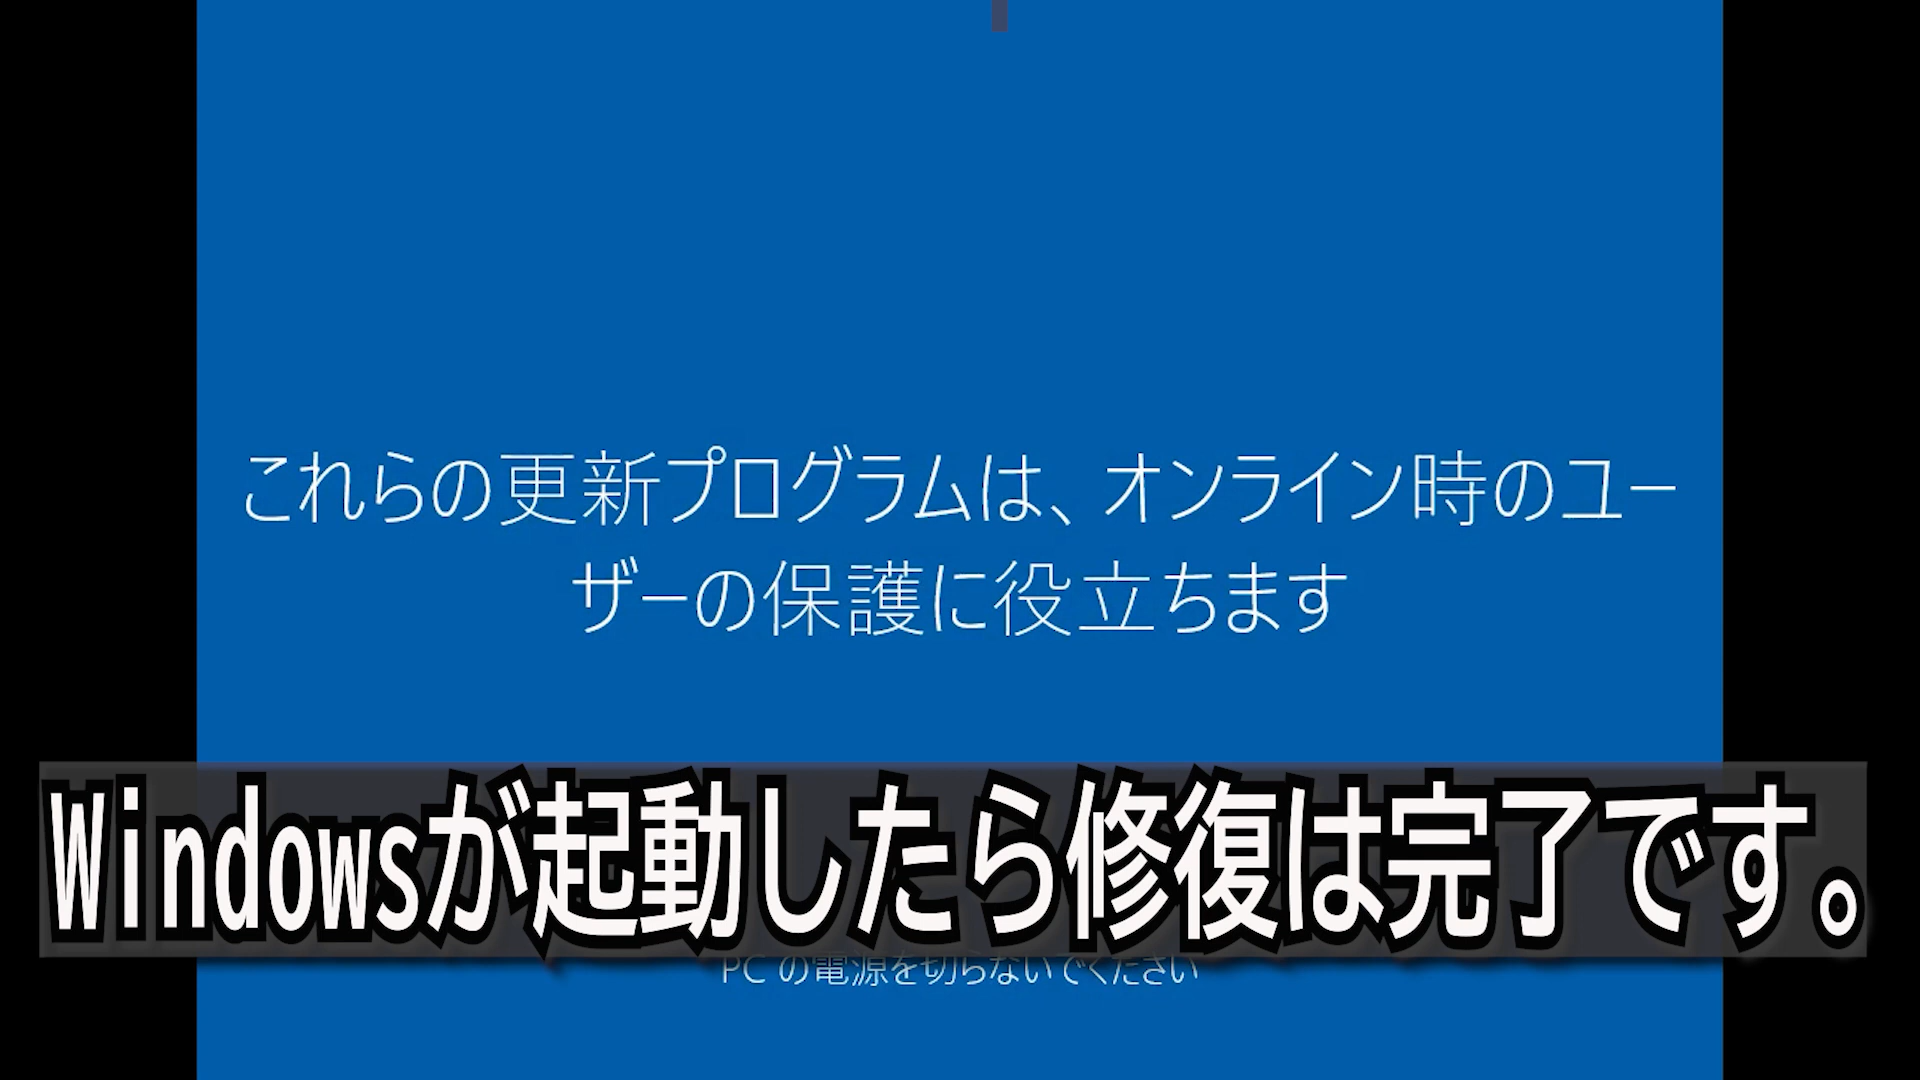 これらの更新プログラムは、オンライン時のユー
ザーの保護に役立ちます
Windowsが起動したら修復は完了です。
PC の電源を切らないでください